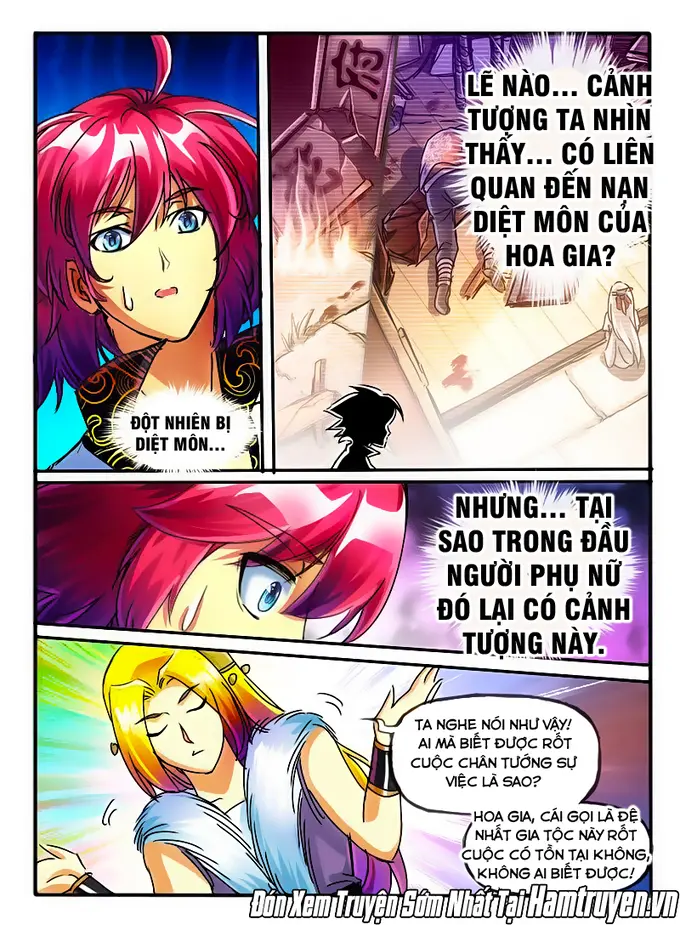 LẼ NÀO... CẢNH
TƯỢNG TA NHÌN
THẤY... CÓ LIÊN
QUAN ĐẾN NẠN
DIỆT MÔN CỦA
HOA GIA?
ĐỘT NHIÊN BỊ
DIỆT MÔN...
NHƯNG... TẠI
SAO TRONG ĐẦU
NGƯỜI PHỤ NỮ
ĐÓ LẠI CÓ CẢNH
TƯỢNG NÀY.
TA NGHE NÓI NHƯ VẬY!
AI MÀ BIẾT ĐƯỢC RỐT
CUỘC CHÂN TƯỚNG SỰ
VIỆC LÀ SAO?
HOA GIA, CÁI GỌI LÀ ĐỆ
NHẤT GIA TỘC NÀY RỐT
CUỘC CÓ TỒN TẠI KHÔNG,
KHÔNG AI BIẾT ĐƯỢC!
Đón Xem Truyện Sớm Nhất Tại Hamtruyen.vn